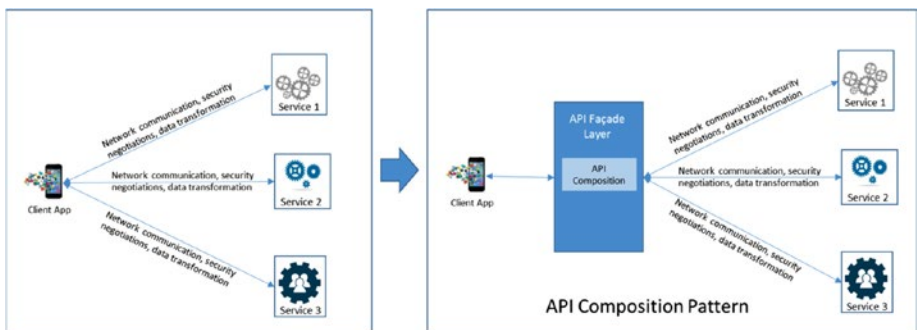 Network communication, security
negotiations, data transformation
Service 1
Client App
Network communication, security
negotiations, data transformation
Service 2
Network communication, security
negotiations, data transformation
Service 3
API Façade
Layer
API
Composition
Client App
Network communication, security
negotiations, data transformation
Service 1
Network communication, security
negotiations, data transformation
Service 2
Network communication, security
negotiations, data transformation
Service 3
API Composition Pattern